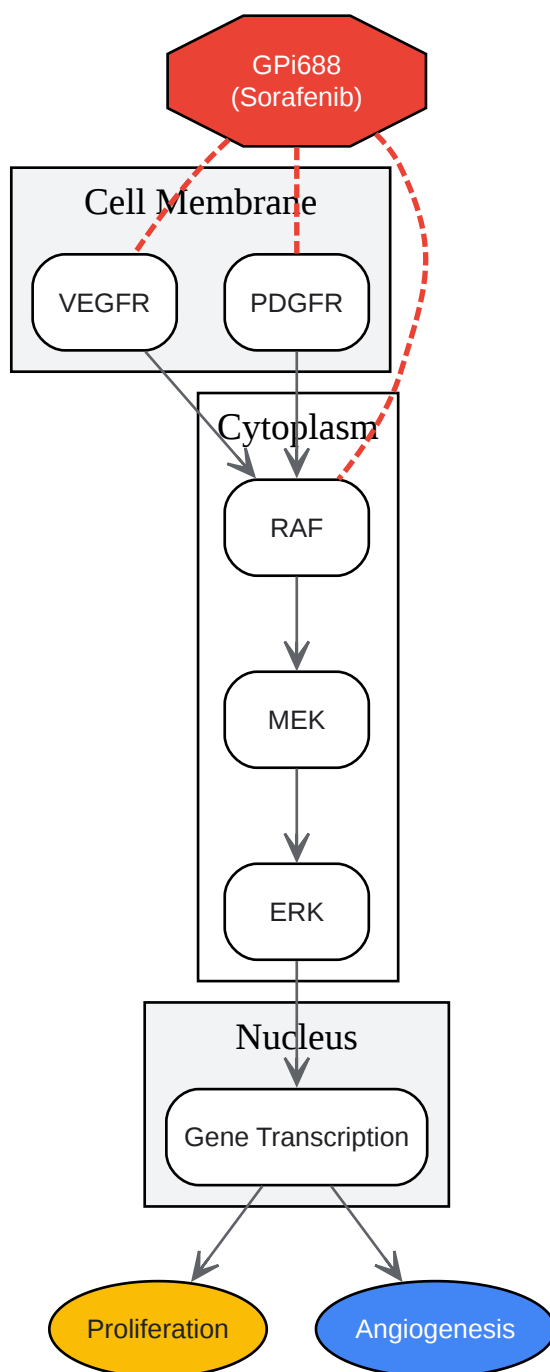 GPi688
(Sorafenib)
Cell Membrane
VEGFR
PDGFR
Cytoplasm
RAF
MEK
ERK
Nucleus
Gene Transcription
Proliferation
Angiogenesis